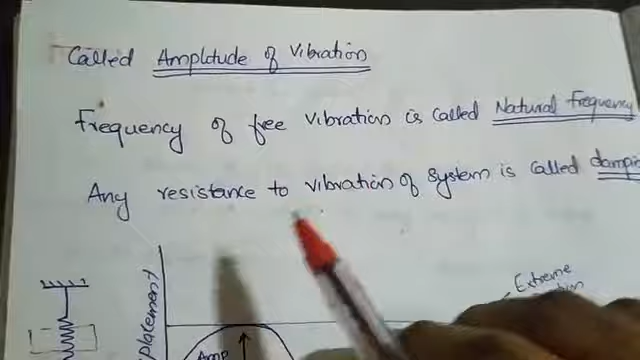 Called Amplitude of Vibration
Frequency of free vibration is called Natural Frequency
Any resistance to vibration of system is called
Extreme
Amp